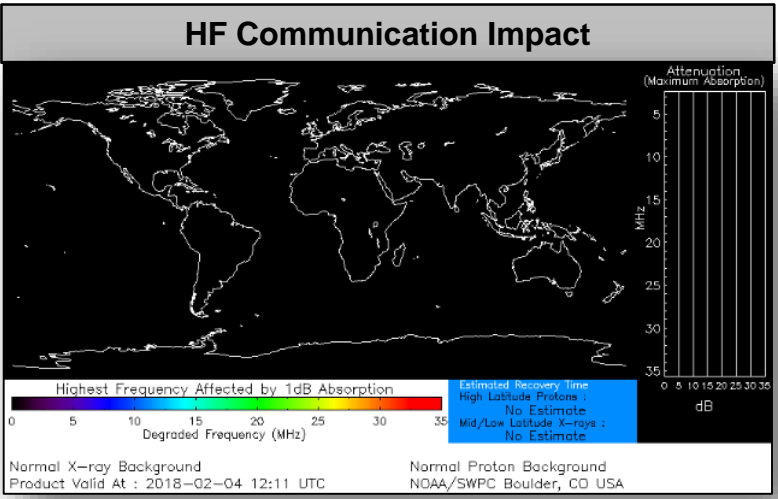 HF Communication Impact
Attenuation
(Maximum Absorption)
5
10
15
20
25
30
35
MHz
0 5 10 15 20 25 30 35
dB
Highest Frequency Affected by 1dB Absorption
0 5 10 15 20 25 30 35
Degraded Frequency (MHz)
Estimated Recovery Time
High Latitude Protons :
No Estimate
Mid/Low Latitude X-rays :
No Estimate
Normal X-ray Background
Normal Proton Background
Product Valid At : 2018-02-04 12:11 UTC
NOAA/SWPC Boulder, CO USA